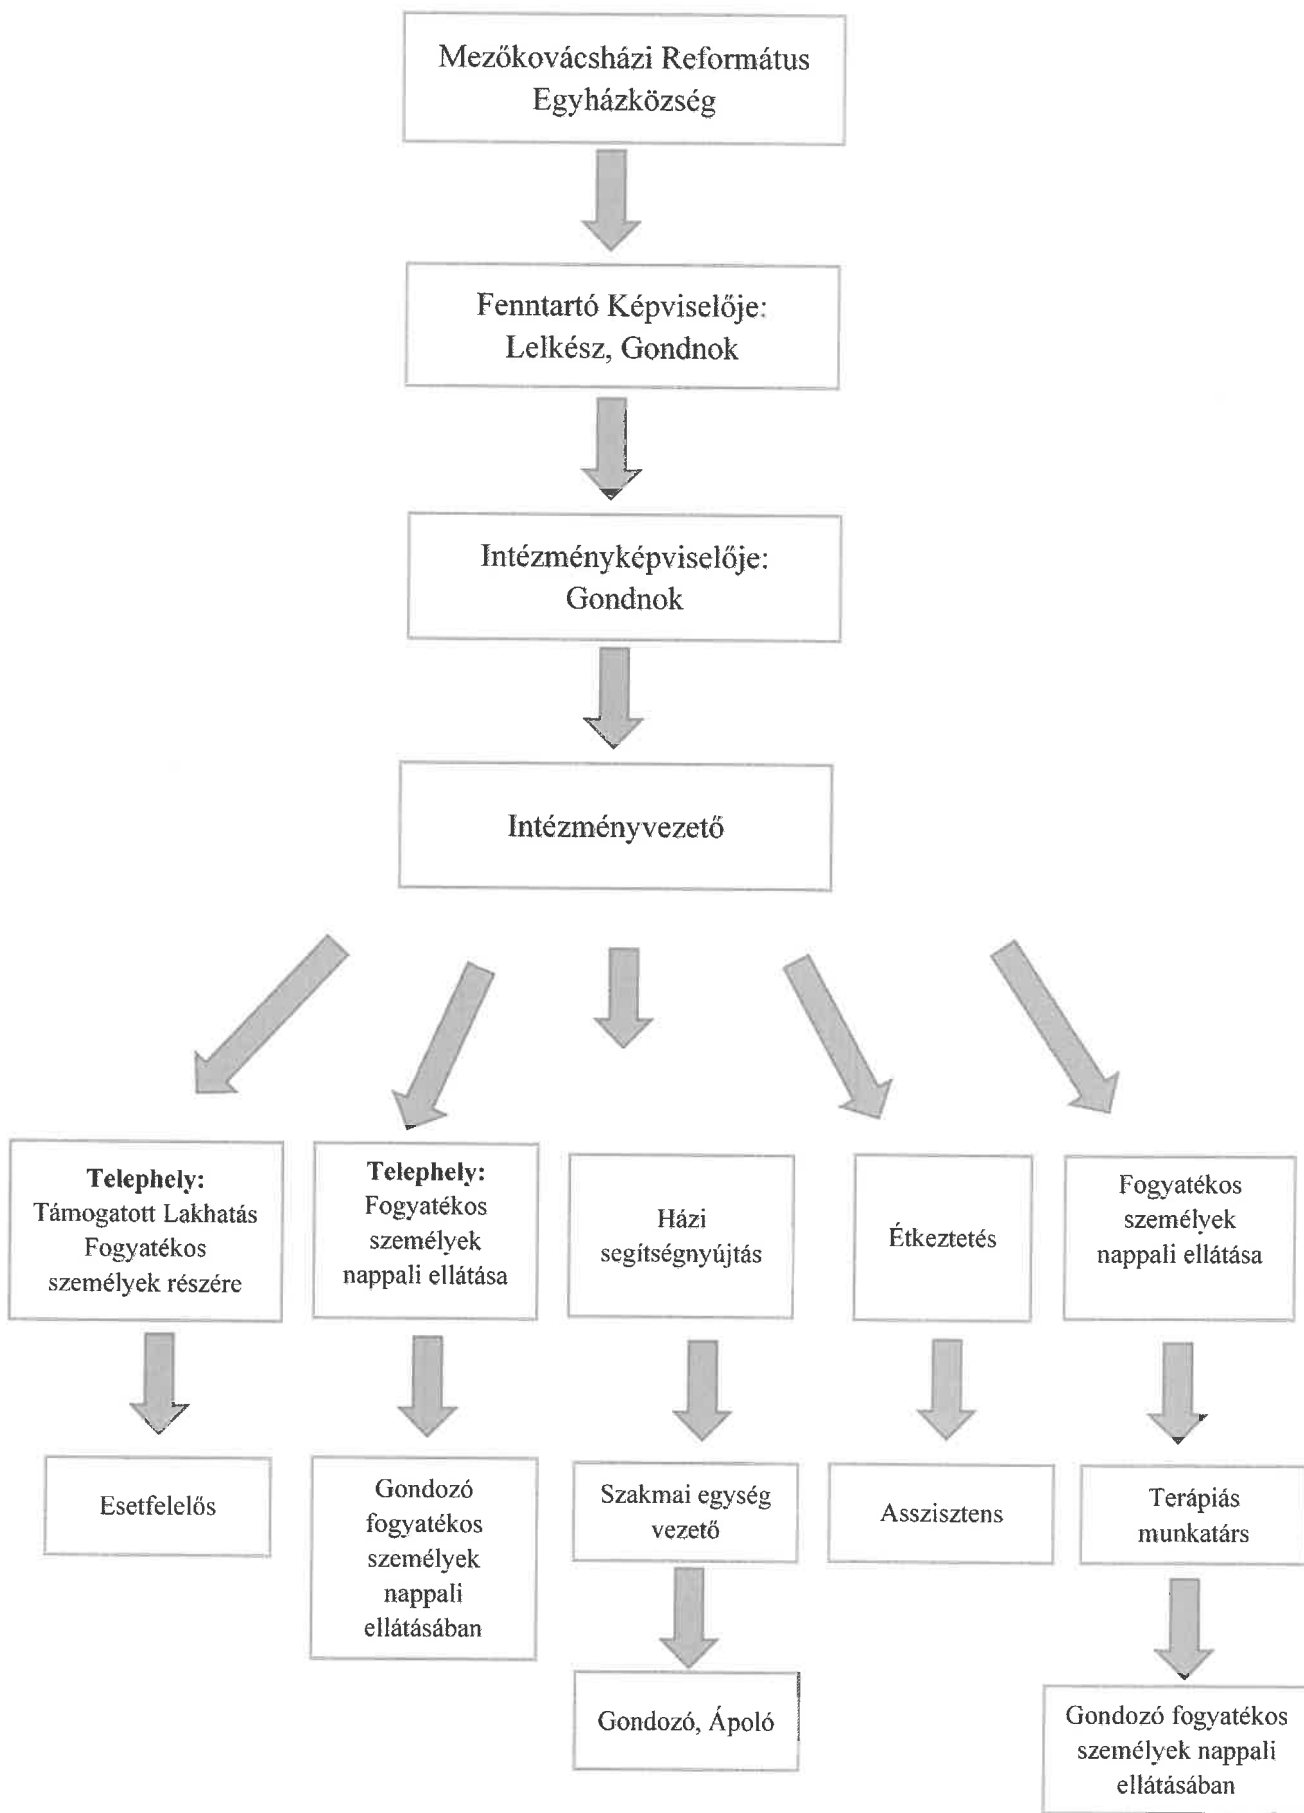 Mezőkovácsházi Református
Egyházközség
Fenntartó Képviselője:
Lelkész, Gondnok
Intézményképviselője:
Gondnok
Intézményvezető
Telephely:
Támogatott Lakhatás
Fogyatékos
személyek részére
Telephely:
Fogyatékos
személyek
nappali ellátása
Házi
segítségnyújtás
Étkeztetés
Fogyatékos
személyek
nappali ellátása
Esetfelelős
Gondozó
fogyatékos
személyek
nappali
ellátásában
Szakmai egység
vezető
Asszisztens
Terápiás
munkatárs
Gondozó, Ápoló
Gondozó fogyatékos
személyek nappali
ellátásában